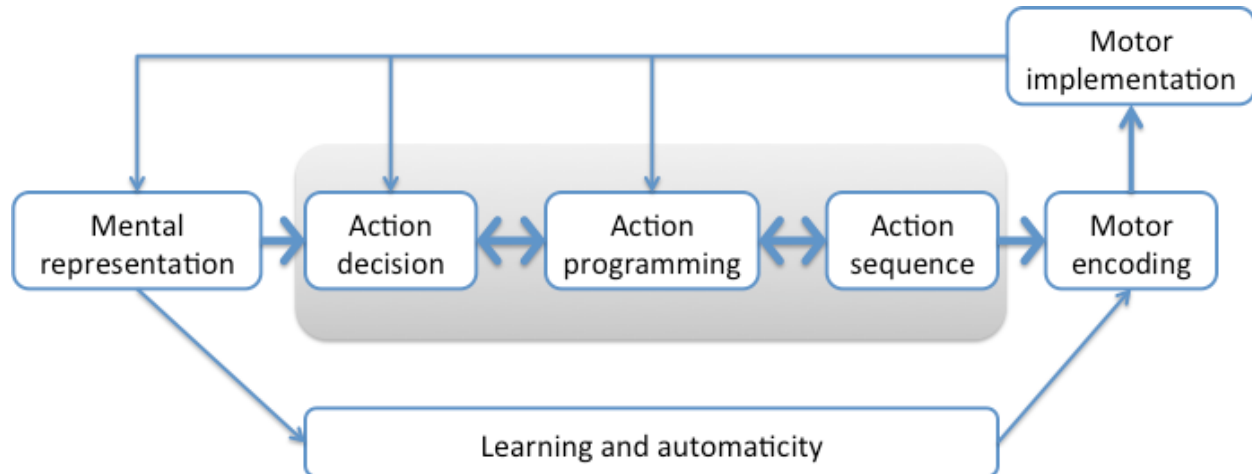 Motor
implementation
Mental
representation
Action
decision
Action
programming
Action
sequence
Motor
encoding
Learning and automaticity